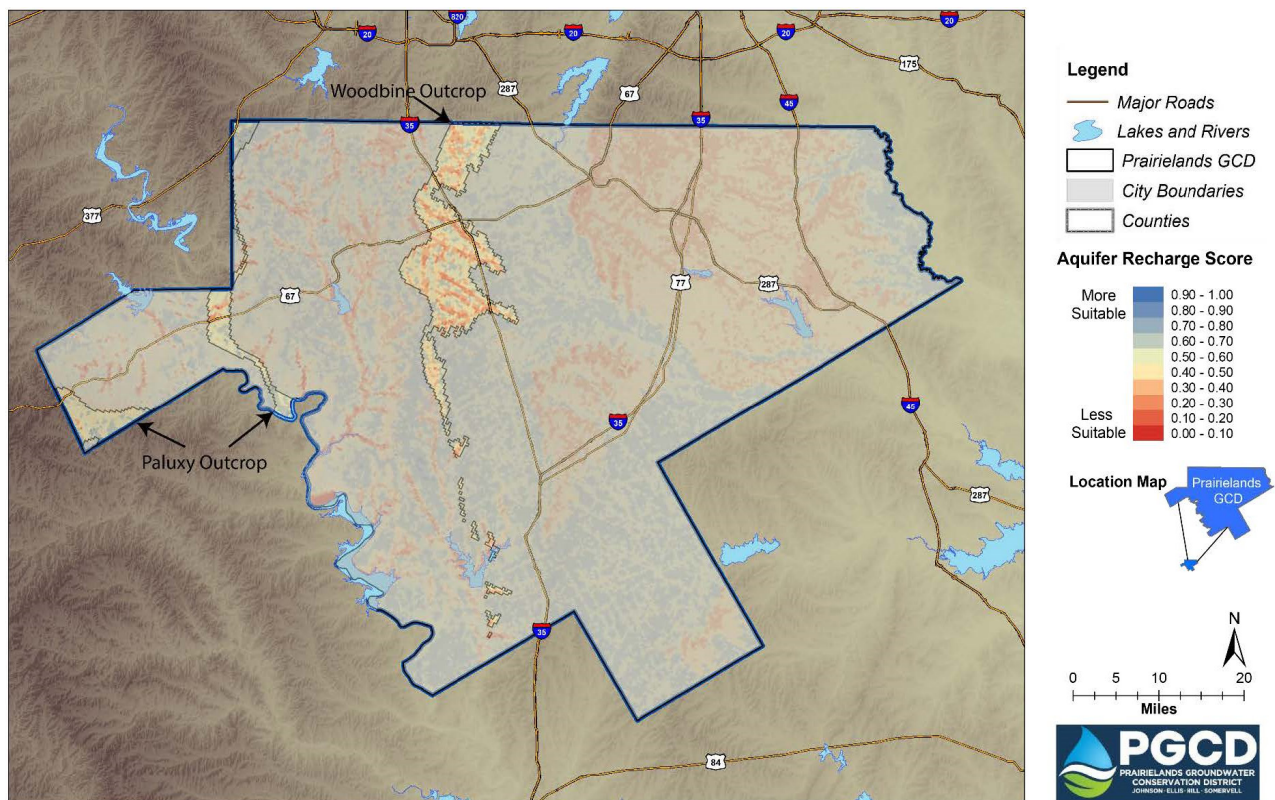 820
20
20
20
20
175
287
67
45
Woodbine Outcrop
35
35
377
67
77
287
35
45
Paluxy Outcrop
287
35
84
Legend
Major Roads
Lakes and Rivers
Prairielands GCD
City Boundaries
Counties
Aquifer Recharge Score
More
Suitable
Less
Suitable
0.90 - 1.00
0.80 - 0.90
0.70 - 0.80
0.60 - 0.70
0.50 - 0.60
0.40 - 0.50
0.30 - 0.40
0.20 - 0.30
0.10 - 0.20
0.00 - 0.10
Location Map
Prairielands
GCD
N
0 5 10 20
Miles
PGCD
PRAIRIELANDS GROUNDWATER
CONSERVATION DISTRICT
JOHNSON · ELLIS · HILL · SOMERVELL